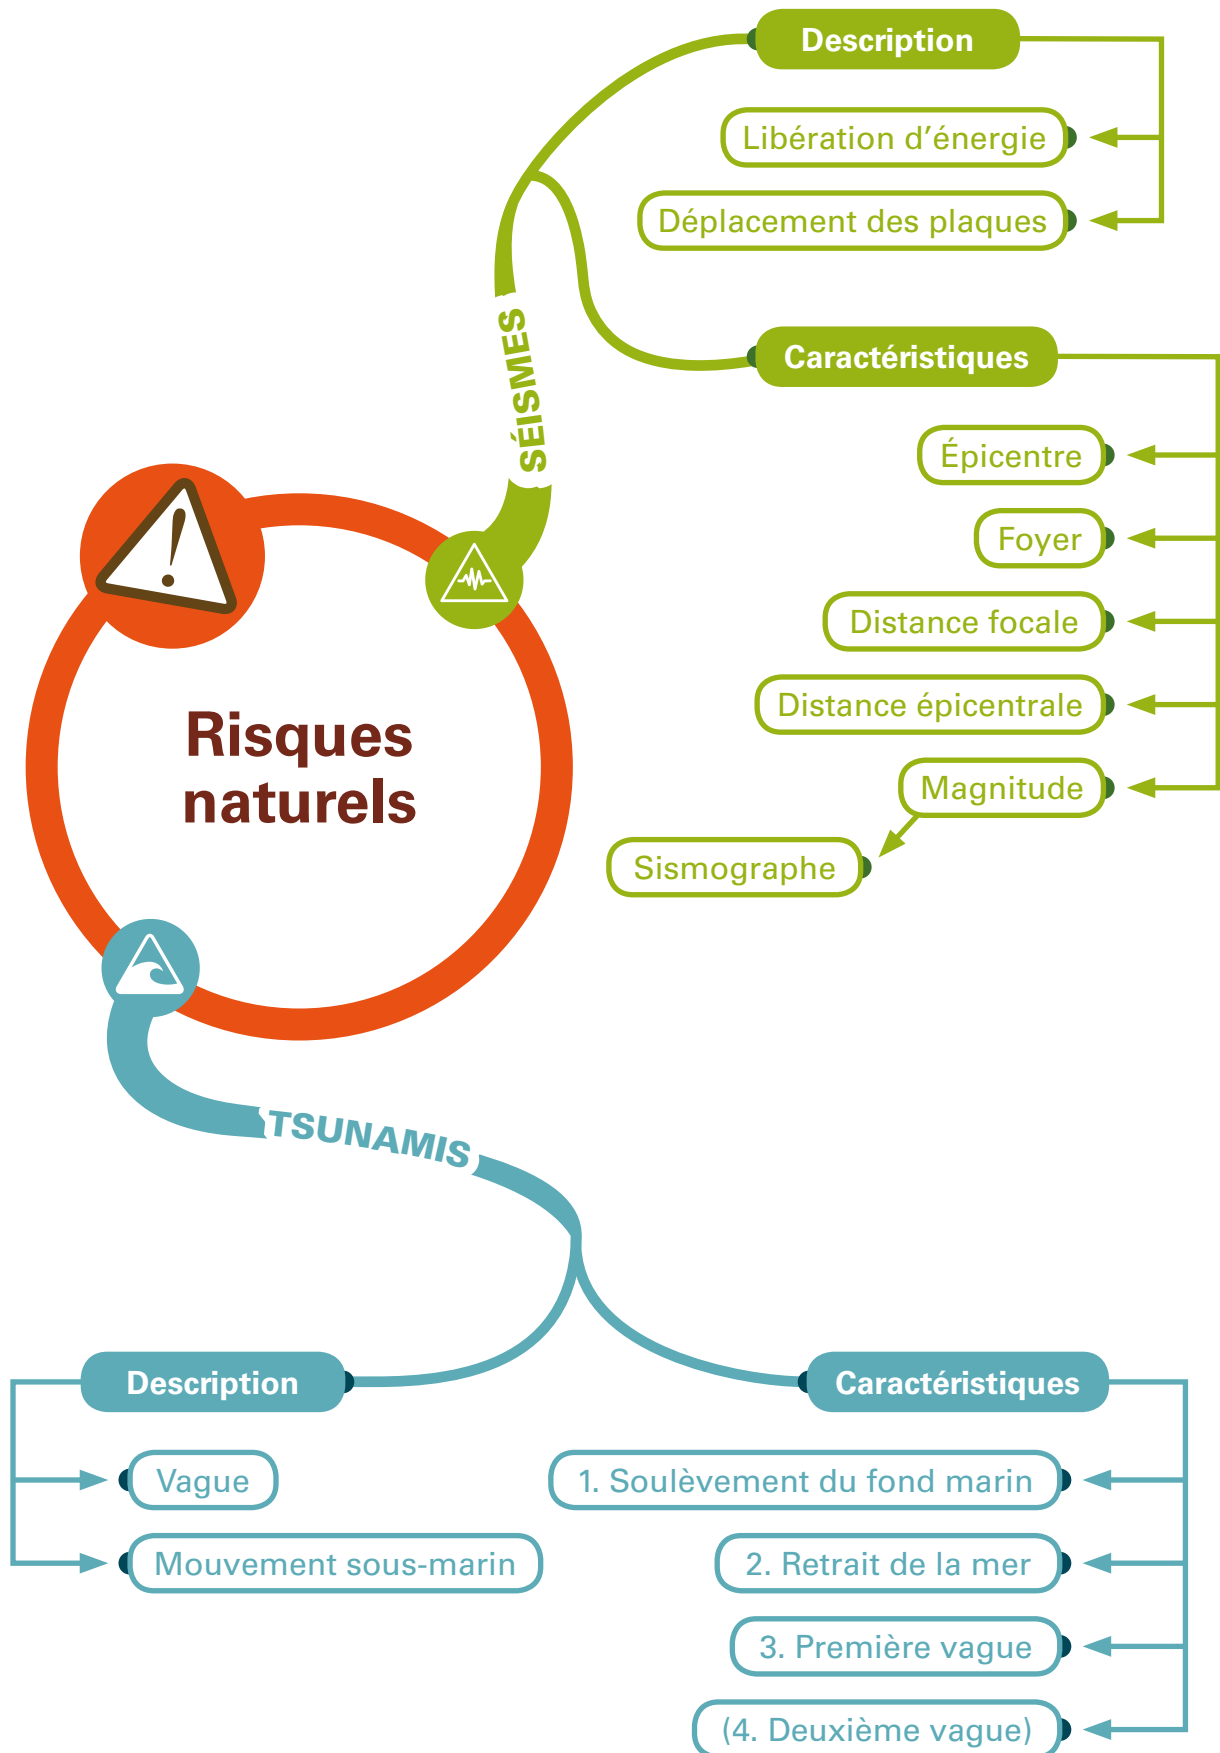 Description
Libération d’énergie
Déplacement des plaques
SÉISMES
Caractéristiques
Épicentre
Foyer
Distance focale
Distance épicentrale
Magnitude
Sismographe
Risques
naturels
TSUNAMIS
Description
Vague
Mouvement sous-marin
Caractéristiques
1. Soulèvement du fond marin
2. Retrait de la mer
3. Première vague
(4. Deuxième vague)